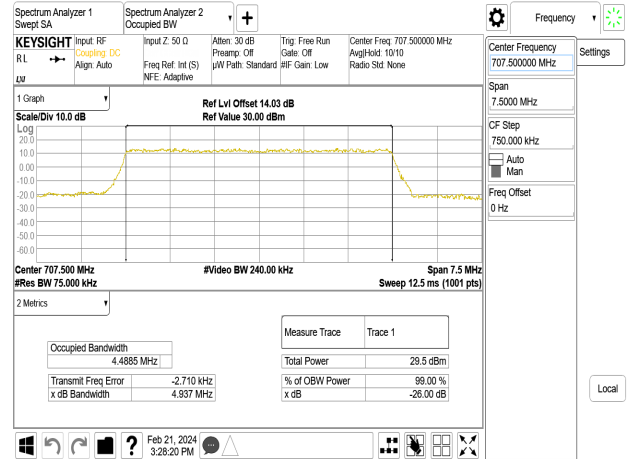 Spectrum Analyzer 1
Swept SA
Spectrum Analyzer 2
Occupied BW
Frequency
KEYSIGHT
RL
LXI
Input: RF
Coupling: DC
Align: Auto
Input Z: 50 Ω
Freq Ref: Int (S)
NFE: Adaptive
Atten: 30 dB
Preamp: Off
µW Path: Standard
Trig: Free Run
Gate: Off
#IF Gain: Low
Center Freq: 707.500000 MHz
Avg|Hold: 10/10
Radio Std: None
Center Frequency
707.500000 MHz
Settings
Span
7.5000 MHz
CF Step
750.000 kHz
Auto
Man
Freq Offset
0 Hz
Local
1 Graph
Scale/Div 10.0 dB
Ref Lvl Offset 14.03 dB
Ref Value 30.00 dBm
Log
20.0
10.0
0.00
-10.0
-20.0
-30.0
-40.0
-50.0
-60.0
Center 707.500 MHz
#Video BW 240.00 kHz
Span 7.5 MHz
#Res BW 75.000 kHz
Sweep 12.5 ms (1001 pts)
2 Metrics
Measure Trace
Trace 1
Occupied Bandwidth
4.4885 MHz
Total Power
29.5 dBm
Transmit Freq Error
-2.710 kHz
% of OBW Power
99.00 %
x dB Bandwidth
4.937 MHz
x dB
-26.00 dB
?
Feb 21, 2024
3:28:20 PM